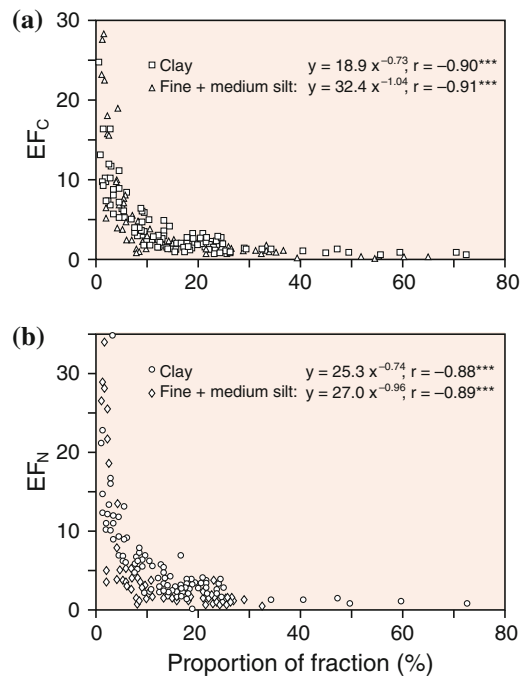 (a)
30
20
10
0
EF_C
Clay y = 18.9 x^−0.73; r = −0.90***
Fine + medium silt: y = 32.4 x^−1.04; r = −0.91***
0 20 40 60 80
(b)
30
20
10
0
EF_N
Clay y = 25.3 x^−0.74; r = −0.88***
Fine + medium silt: y = 27.0 x^−0.96; r = −0.89***
0 20 40 60 80
Proportion of fraction (%)